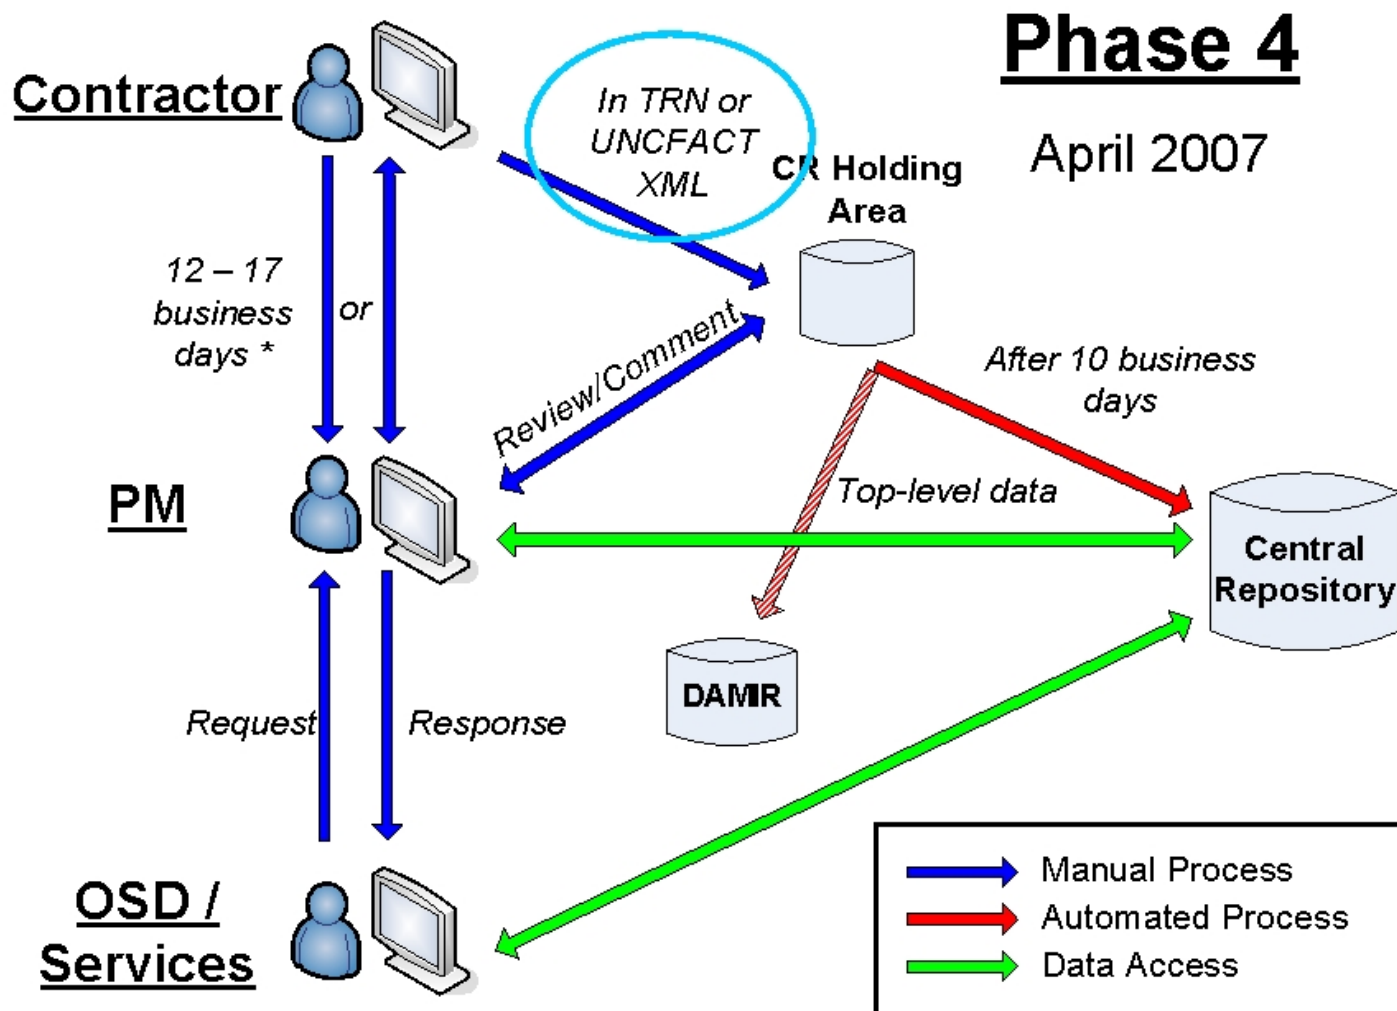 Phase 4
April 2007
Contractor
In TRN or
UNCFACT
XML
CR Holding
Area
12 – 17
business
days *
or
Review/Comment
After 10 business
days
PM
Top-level data
Central
Repository
DAMIR
Request
Response
OSD /
Services
Manual Process
Automated Process
Data Access